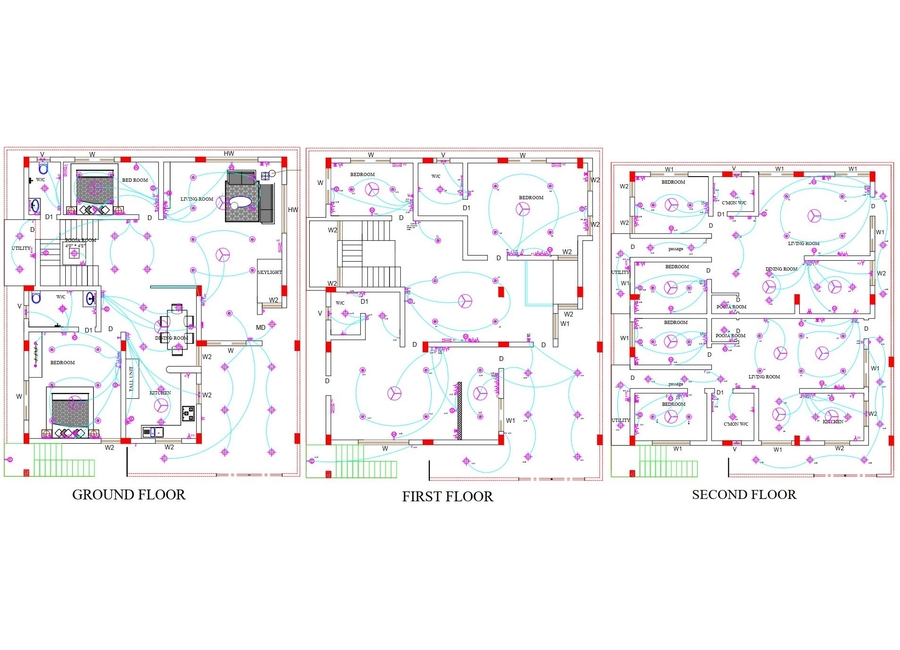 V
W
HW
W/C
BED ROOM
LIVING ROOM
D1
D
HW
D
UTILITY
POOJA ROOM
SKYLIGHT
W2
V
W/C
D1
D
MD
DINING ROOM
W
W2
BEDROOM
TALL UNIT
KITCHEN
W
W2
W2
W2
GROUND FLOOR
W
V
W
BEDROOM
W/C
W
W2
BEDROOM
D
D1
W2
W2
D
W2
W2
W/C
D1
V
W2
W1
D
D
D
W1
W
FIRST FLOOR
W1
V
W1
W1
BEDROOM
W2
D1
C'MON W/C
D
LIVING ROOM
W1
W2
D
passage
BEDROOM
D
DINING ROOM
UTILITY
W1
W2
D
POOJA ROOM
D
BEDROOM
POOJA ROOM
W1
D
D
W1
LIVING ROOM
D
passage
D
D1
BEDROOM
UTILITY
C'MON W/C
KITCHEN
W2
W1
V
W1
W2
SECOND FLOOR